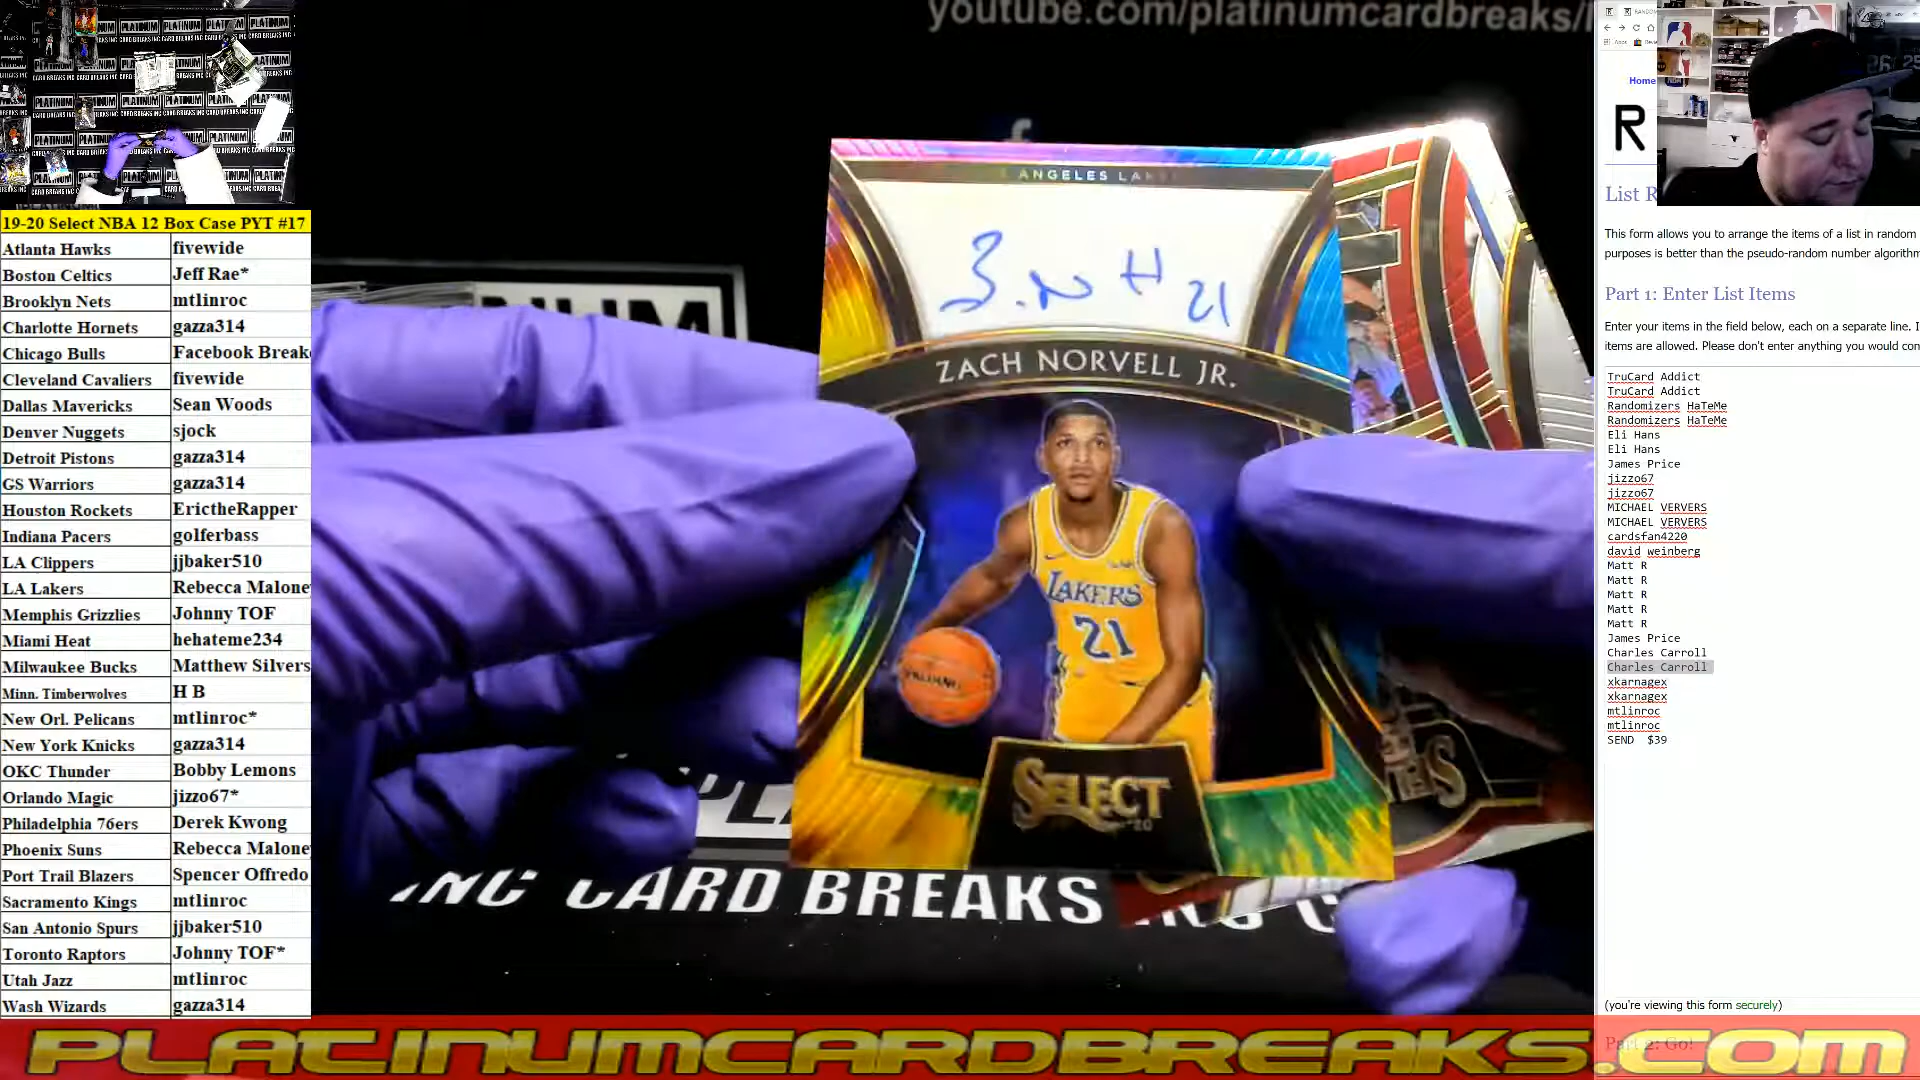 youtube.com/platinumcardbreaks/
19-20 Select NBA 12 Box Case PYT #17
Atlanta Hawks fivewide
Boston Celtics Jeff Rae*
Brooklyn Nets mtlinroc
Charlotte Hornets gazza314
Chicago Bulls Facebook Break
Cleveland Cavaliers fivewide
Dallas Mavericks Sean Woods
Denver Nuggets sjock
Detroit Pistons gazza314
GS Warriors gazza314
Houston Rockets EricTheRapper
Indiana Pacers golferbass
LA Clippers jjbaker510
LA Lakers Rebecca Maloney
Memphis Grizzlies Johnny TOF
Miami Heat hehateme234
Milwaukee Bucks Matthew Silvers
Minn. Timberwolves H B
New Orl. Pelicans mtlinroc*
New York Knicks gazza314
OKC Thunder Bobby Lemons
Orlando Magic jizzo67*
Philadelphia 76ers Derek Kwong
Phoenix Suns Rebecca Maloney
Port Trail Blazers Spencer Offredo
Sacramento Kings mtlinroc
San Antonio Spurs jjbaker510
Toronto Raptors Johnny TOF*
Utah Jazz mtlinroc
Wash Wizards gazza314
ANGELES LAK
21
ZACH NORVELL JR.
LAKERS
21
SPALDING
SELECT
INC CARD BREAKS INC C
Home
R
List R
This form allows you to arrange the items of a list in random
purposes is better than the pseudo-random number algorithm
Part 1: Enter List Items
Enter your items in the field below, each on a separate line. I
items are allowed. Please don't enter anything you would con
TruCard Addict
TruCard Addict
Randomizers HaTeMe
Randomizers HaTeMe
Eli Hans
Eli Hans
James Price
jizzo67
jizzo67
MICHAEL VERVERS
MICHAEL VERVERS
cardsfan4220
david weinberg
Matt R
Matt R
Matt R
Matt R
Matt R
James Price
Charles Carroll
Charles Carroll
xkarnagex
xkarnagex
mtlinroc
mtlinroc
SEND $39
(you're viewing this form securely)
Part 2: Go!
PLATINUMCARDBREAKS.COM